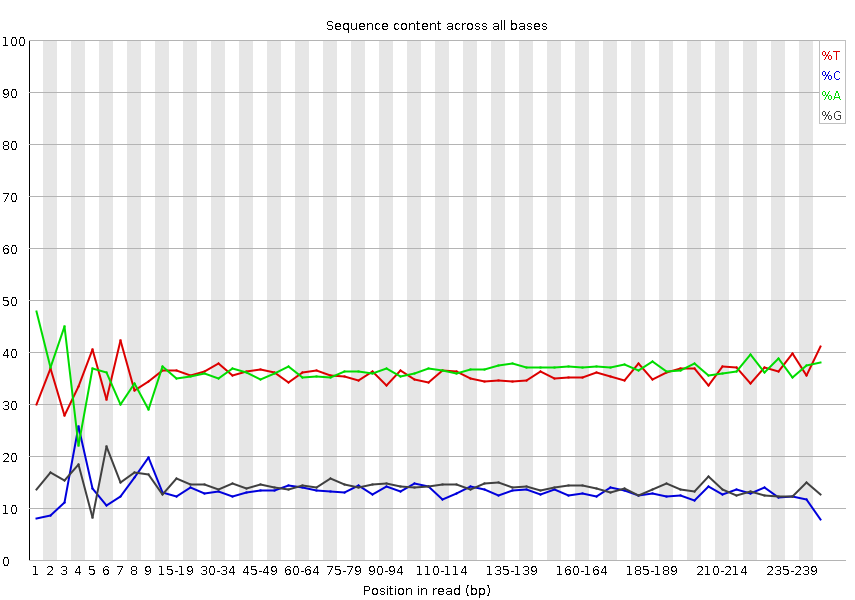 Sequence content across all bases
100
90
80
70
60
50
40
30
20
10
0
%T
%C
%A
%G
1 2 3 4 5 6 7 8 9 15-19 30-34 45-49 60-64 75-79 90-94 110-114 135-139 160-164 185-189 210-214 235-239
Position in read (bp)